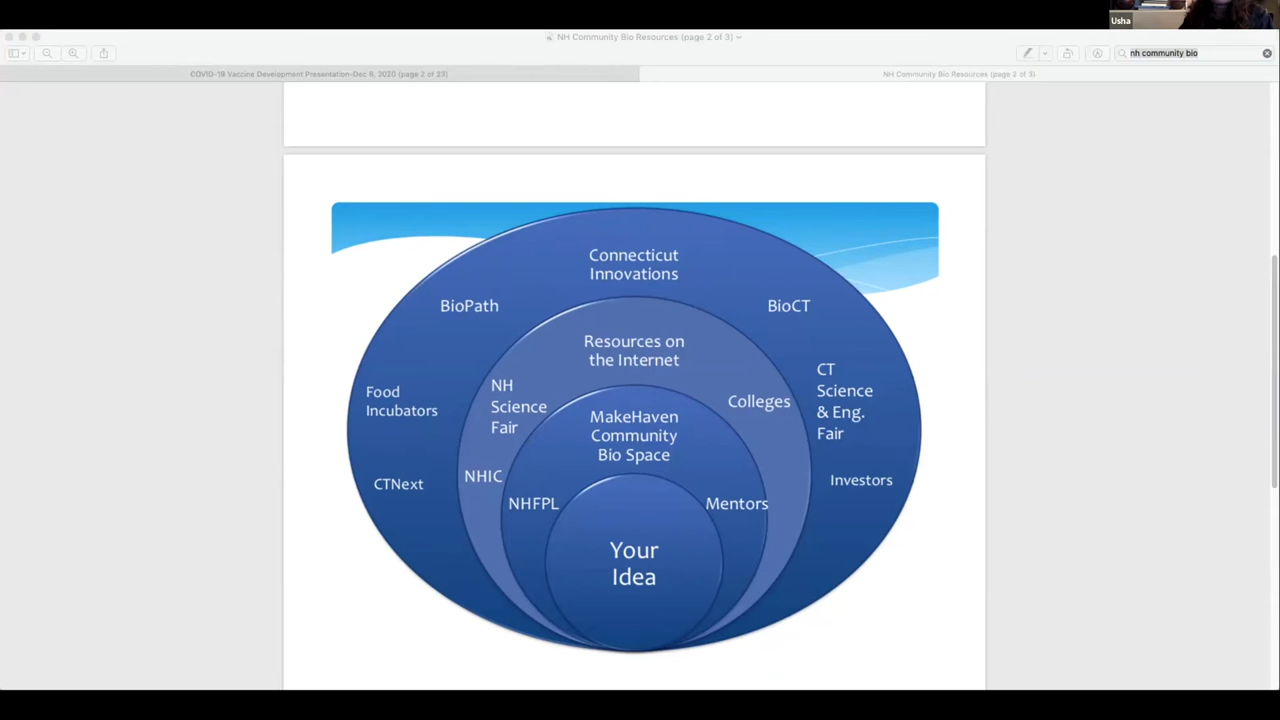 Usha
NH Community Bio Resources (page 2 of 3)
nh community bio
COVID-19 Vaccine Development Presentation-Dec 8, 2020 (page 2 of 23)
NH Community Bio Resources (page 2 of 3)
Connecticut
Innovations
BioPath
BioCT
Resources on
the Internet
Food
Incubators
NH
Science
Fair
Colleges
CT
Science
& Eng.
Fair
MakeHaven
Community
Bio Space
CTNext
NHIC
Investors
NHFPL
Mentors
Your
Idea